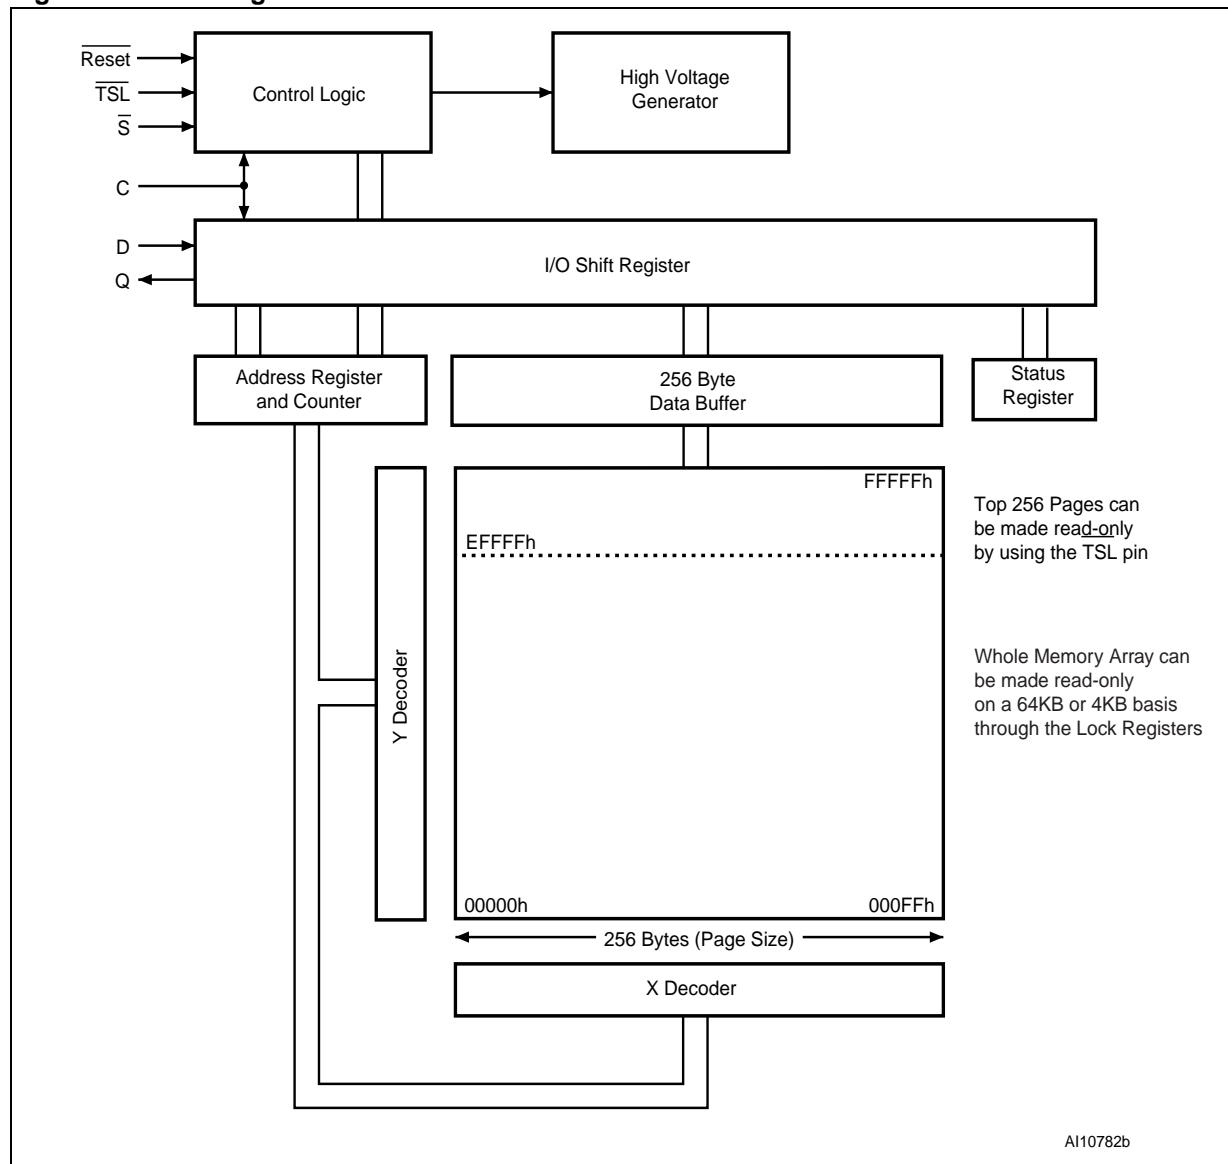 Reset
TSL
S
C
D
Q
Control Logic
High Voltage
Generator
I/O Shift Register
Address Register
and Counter
256 Byte
Data Buffer
Status
Register
FFFFFh
EFFFFh
Y Decoder
00000h
000FFh
256 Bytes (Page Size)
X Decoder
Top 256 Pages can
be made read-only
by using the TSL pin
Whole Memory Array can
be made read-only
on a 64KB or 4KB basis
through the Lock Registers
AI10782b